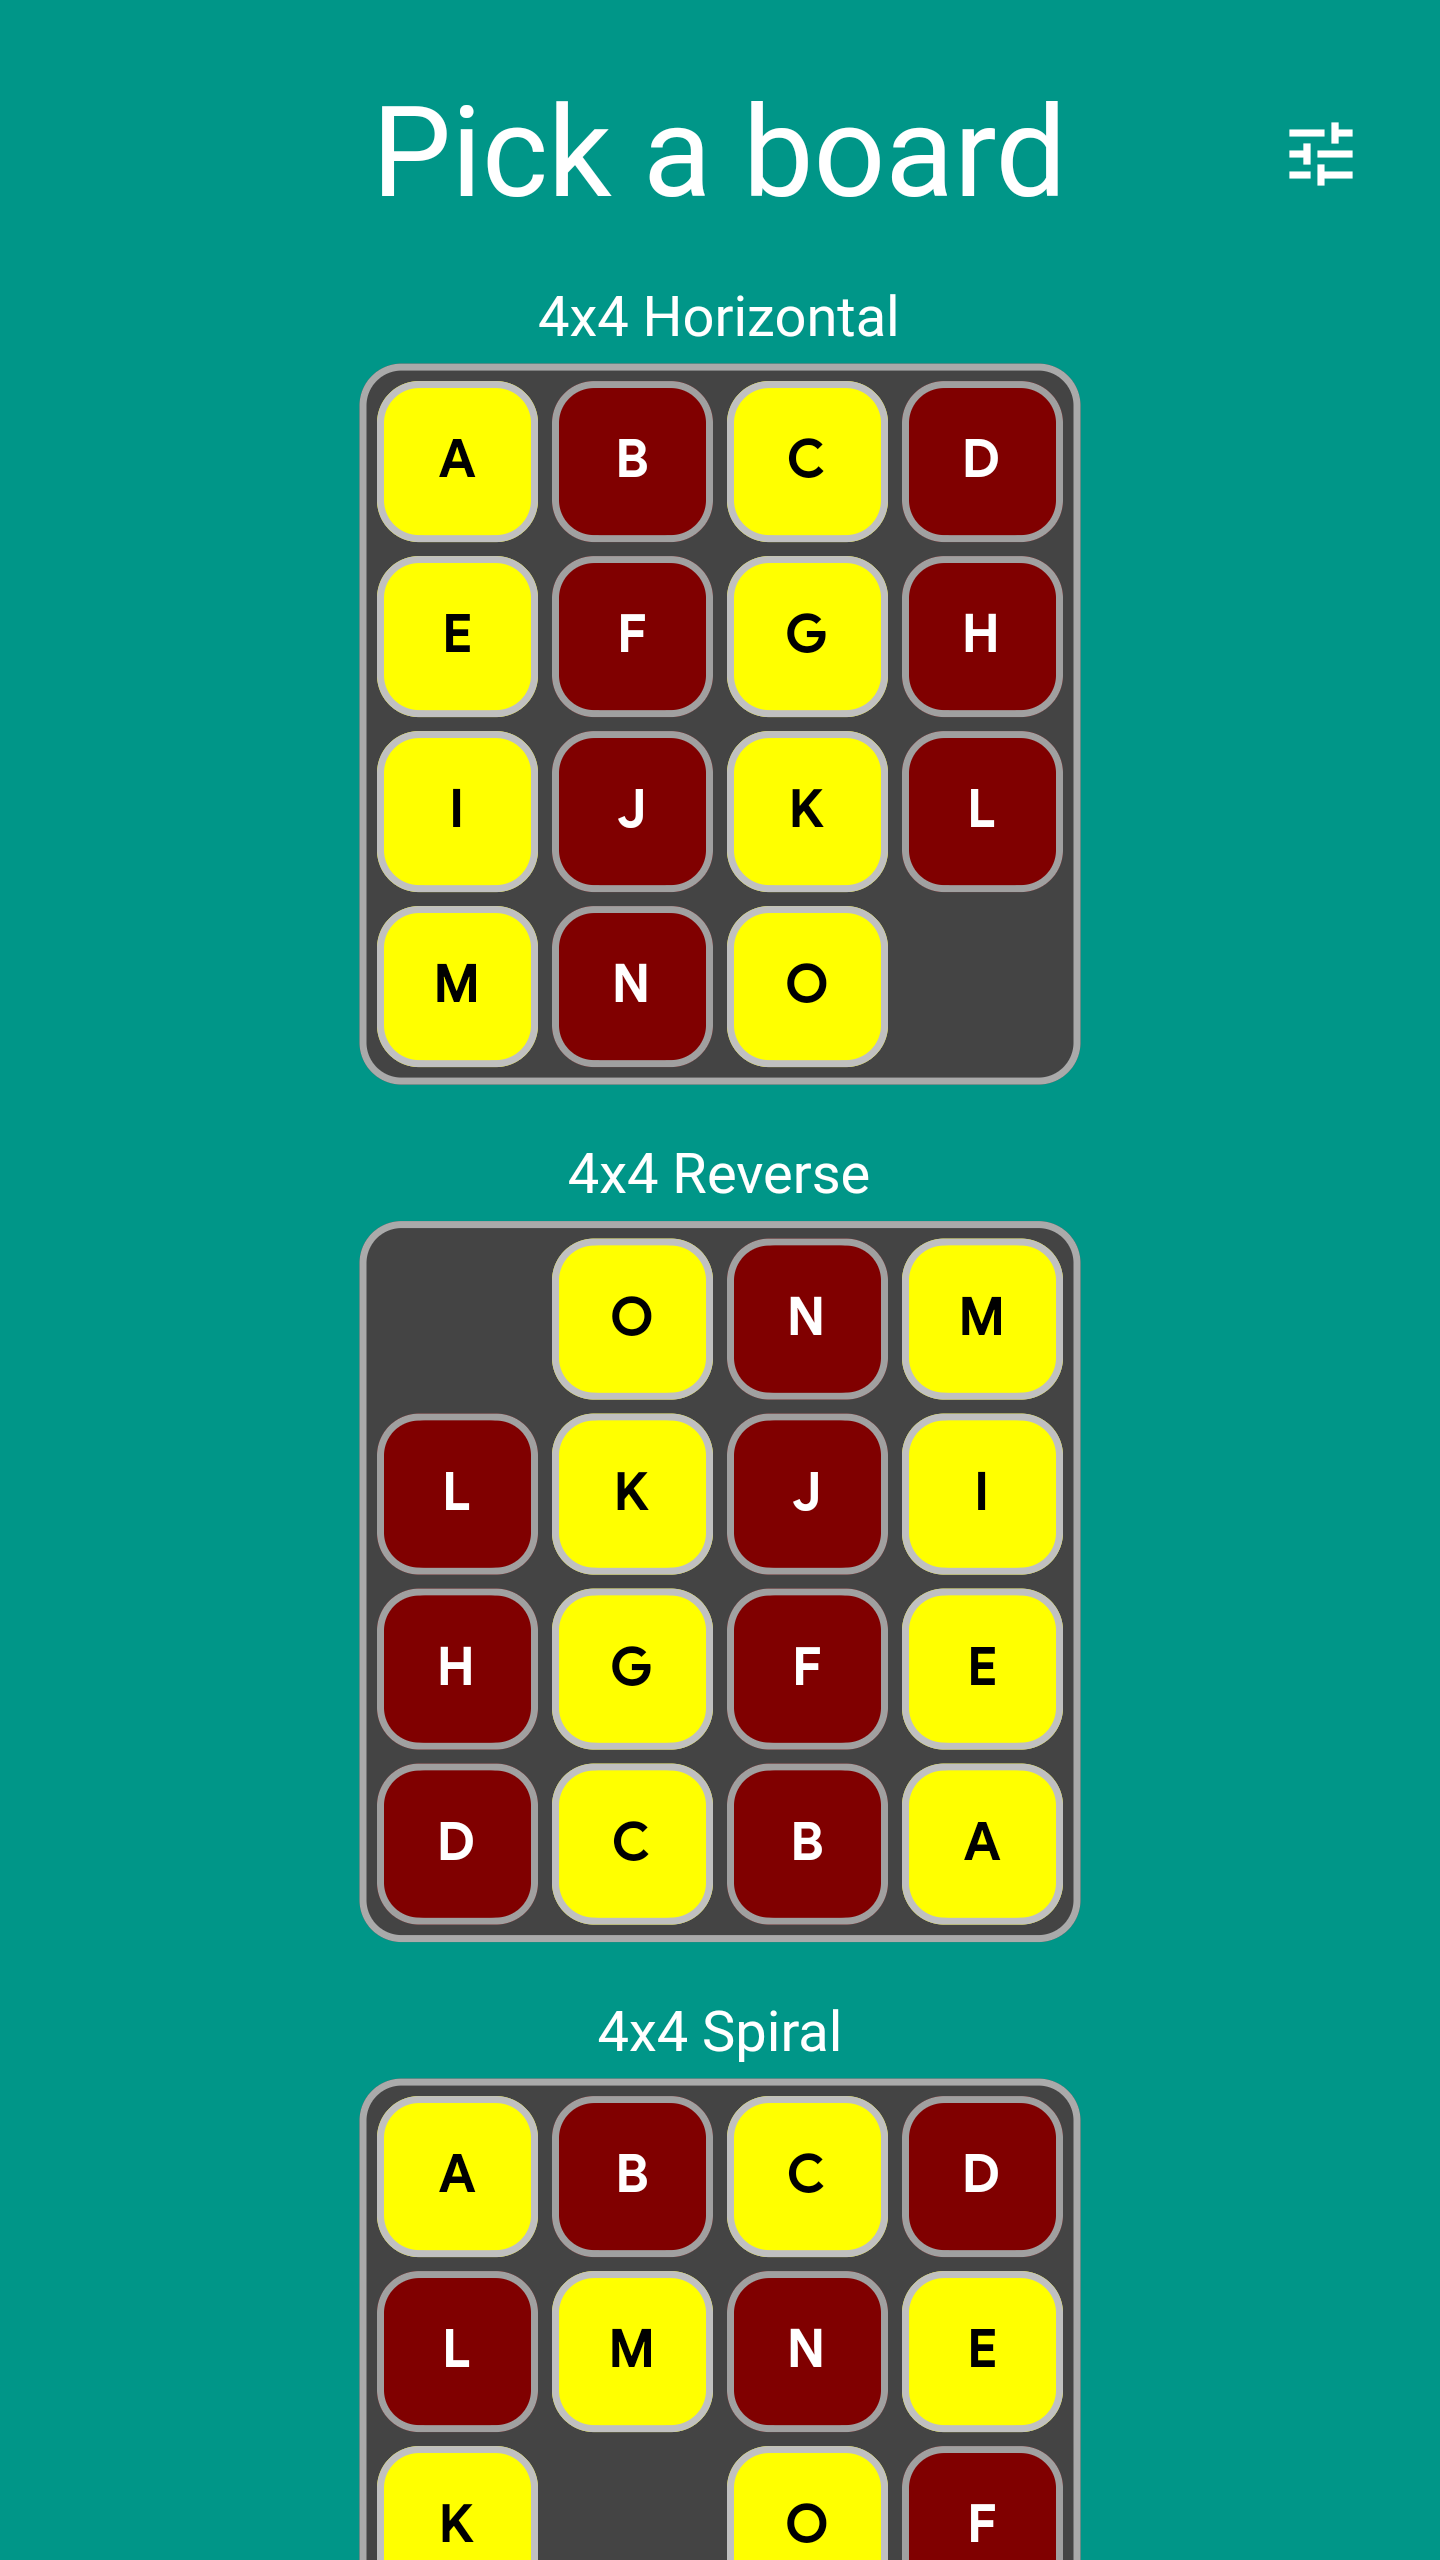 Pick a board
4x4 Horizontal
A B C D
E F G H
I J K L
M N O
4x4 Reverse
O N M
L K J I
H G F E
D C B A
4x4 Spiral
A B C D
L M N E
K O F